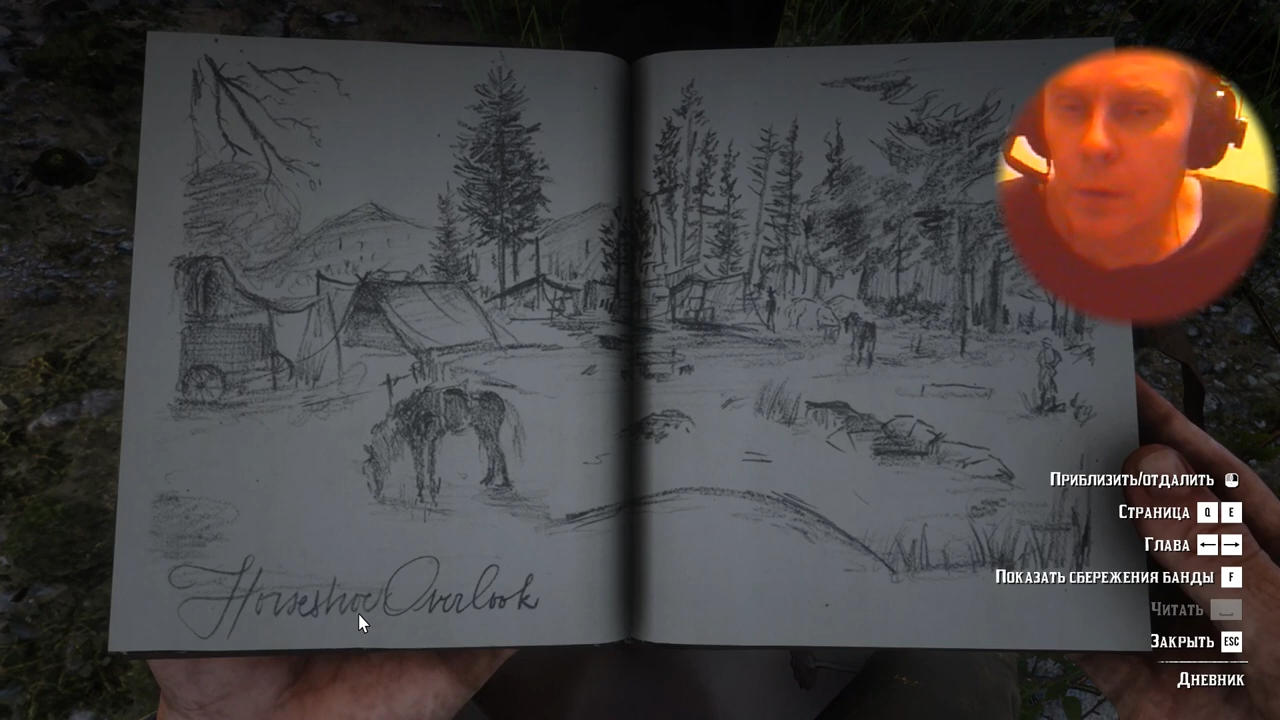 Horseshoe Overlook
Приблизить/отдалить
Страница Q E
Глава ← →
Показать сбережения банды F
Читать
Закрыть ESC
Дневник